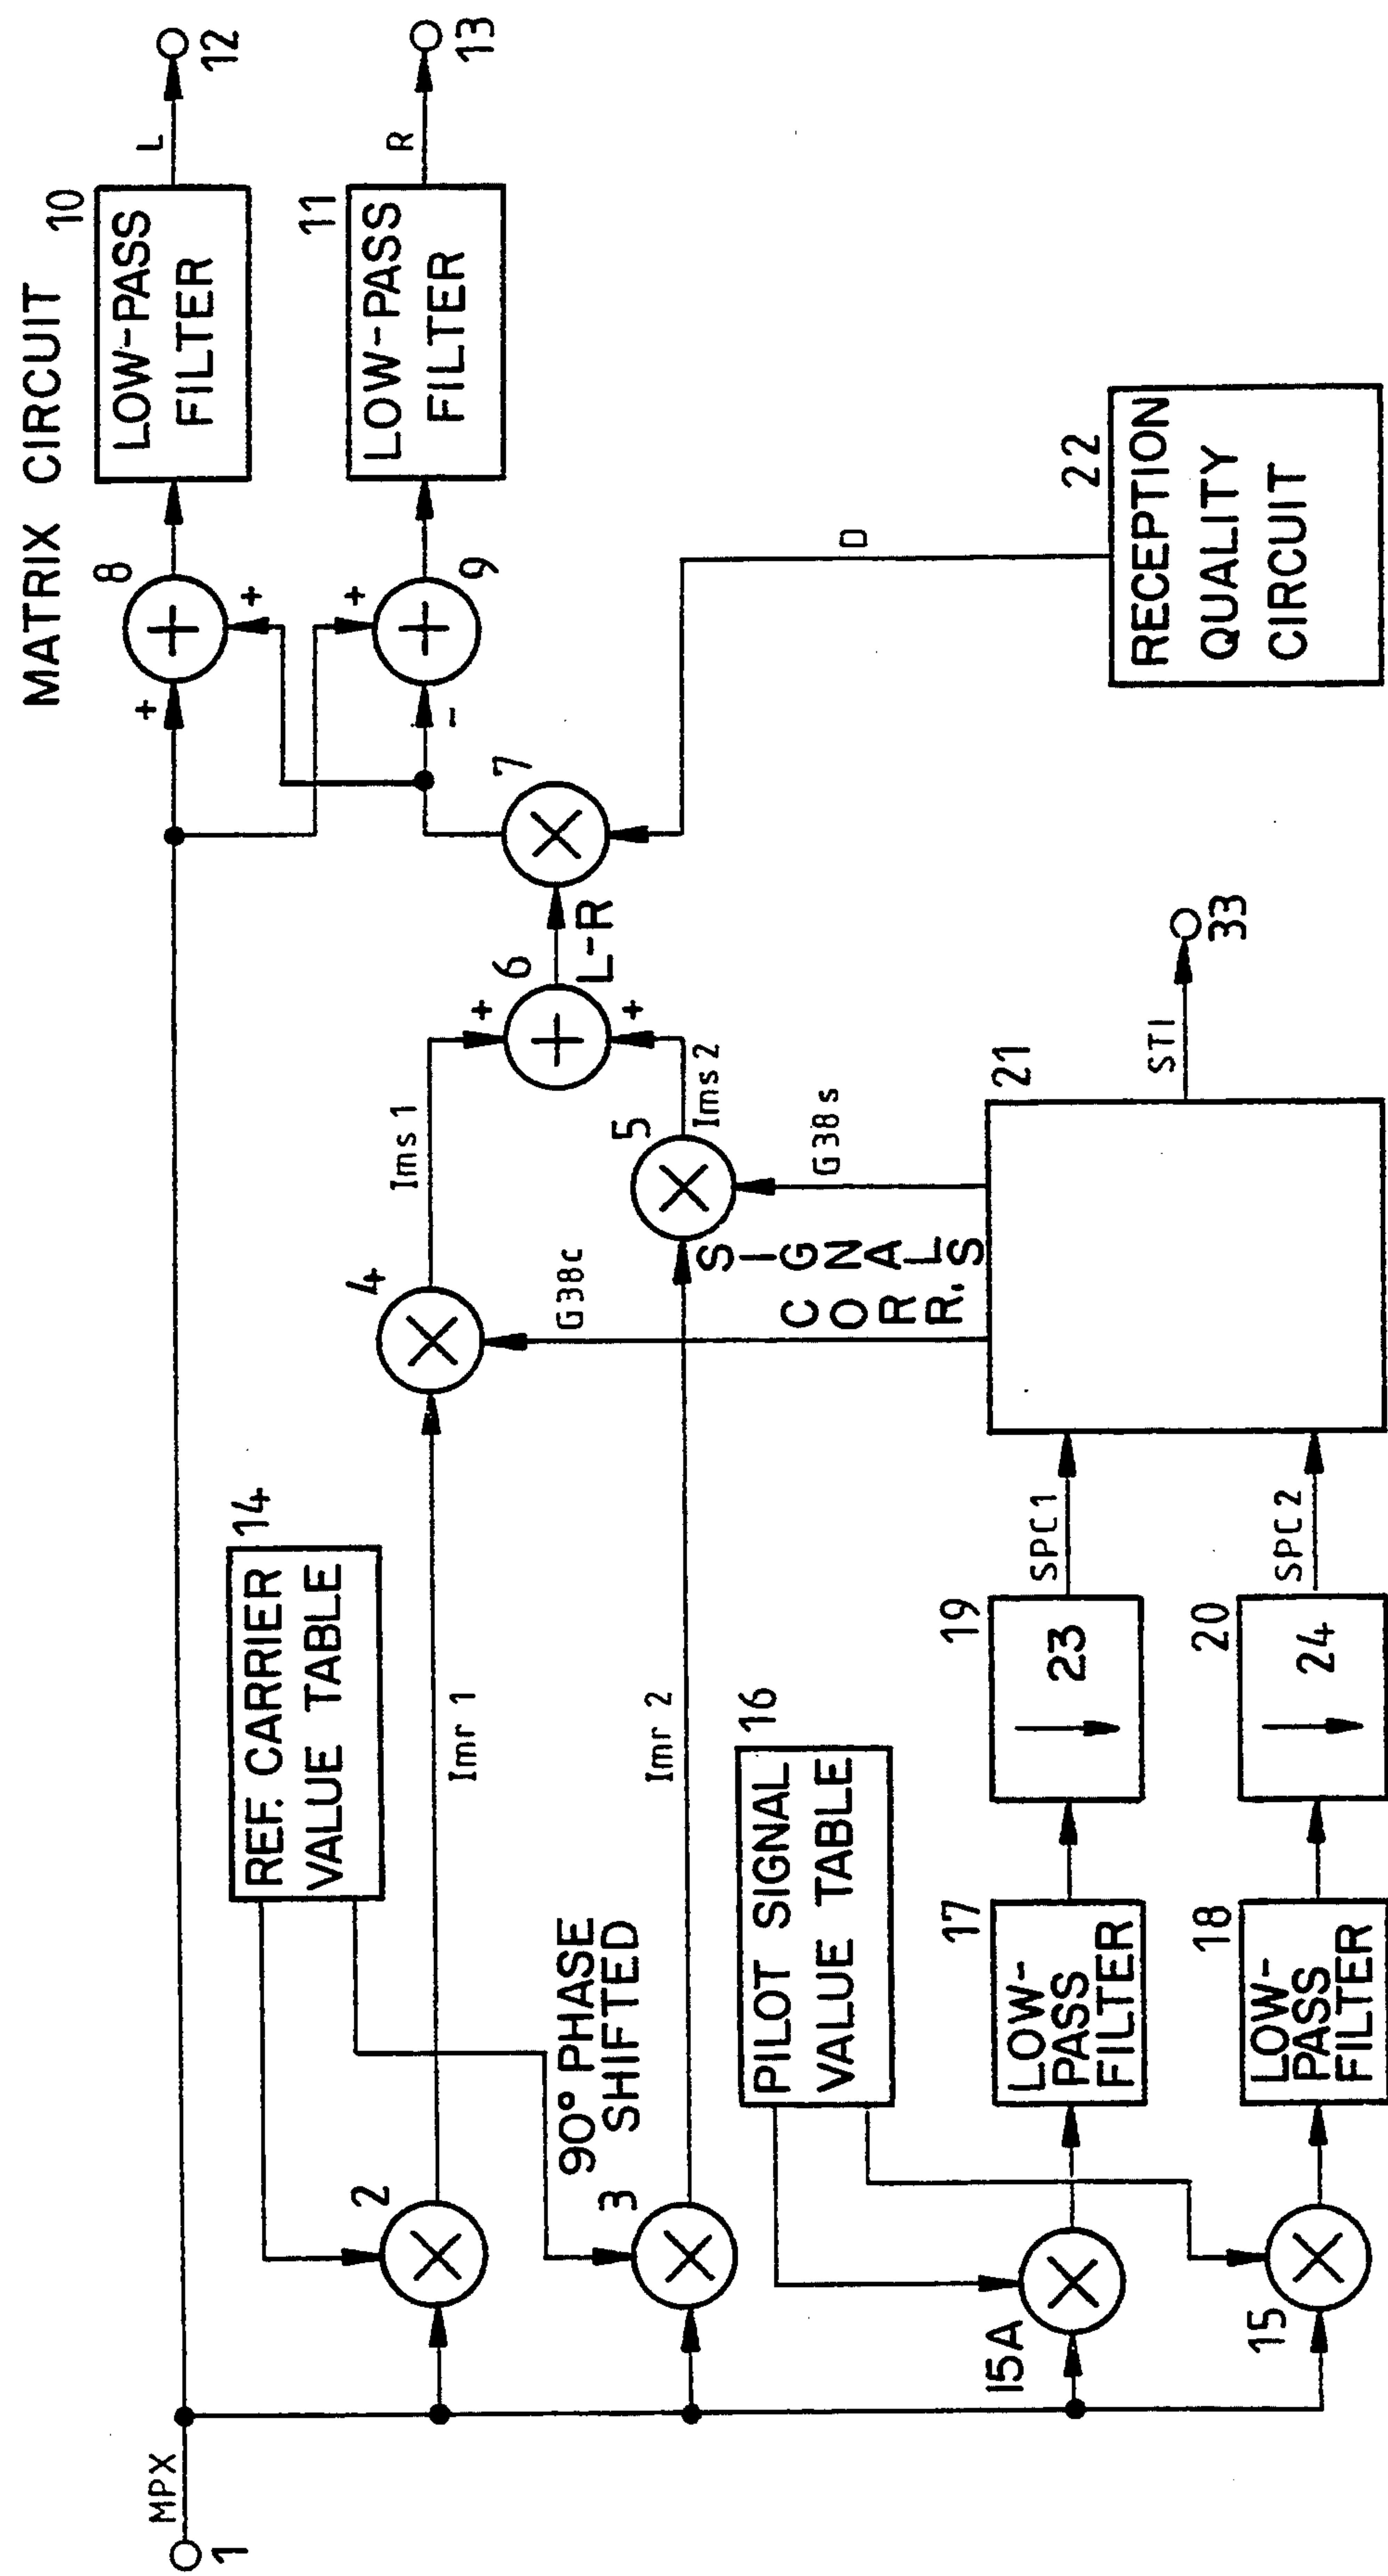 MATRIX CIRCUIT
MPX
1
2
3
90° PHASE
SHIFTED
14
REF. CARRIER
VALUE TABLE
Imr 1
Imr 2
4
G38c
5
G38s
Ims 1
Ims 2
+
+
6
L-R
7
D
+
+
8
+
-
9
10
LOW-PASS
FILTER
L
12
11
LOW-PASS
FILTER
R
13
22
RECEPTION
QUALITY
CIRCUIT
15A
15
16
PILOT SIGNAL
VALUE TABLE
17
LOW-
PASS
FILTER
18
LOW-
PASS
FILTER
19
23
20
24
SPC1
SPC2
CORR.
SIGNALS
21
STI
33